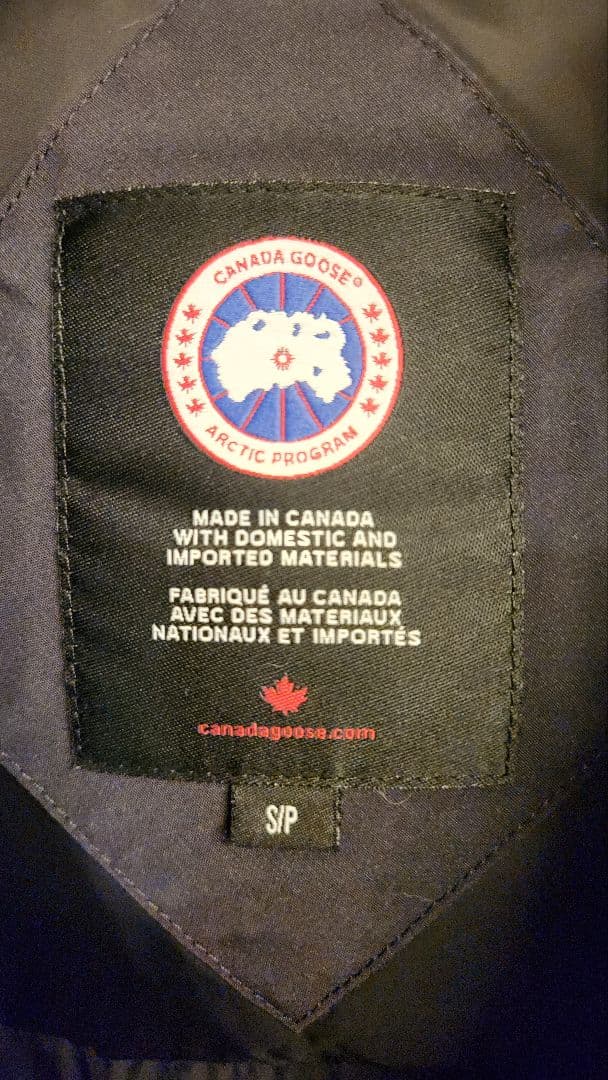 CANADA GOOSE®
ARCTIC PROGRAM
MADE IN CANADA
WITH DOMESTIC AND
IMPORTED MATERIALS
FABRIQUÉ AU CANADA
AVEC DES MATERIAUX
NATIONAUX ET IMPORTÉS
canadagoose.com
S/P